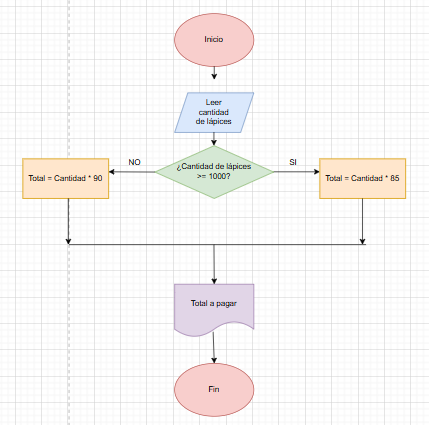 Inicio
Leer
cantidad
de lápices
NO
¿Cantidad de lápices
>= 1000?
SI
Total = Cantidad * 90
Total = Cantidad * 85
Total a pagar
Fin